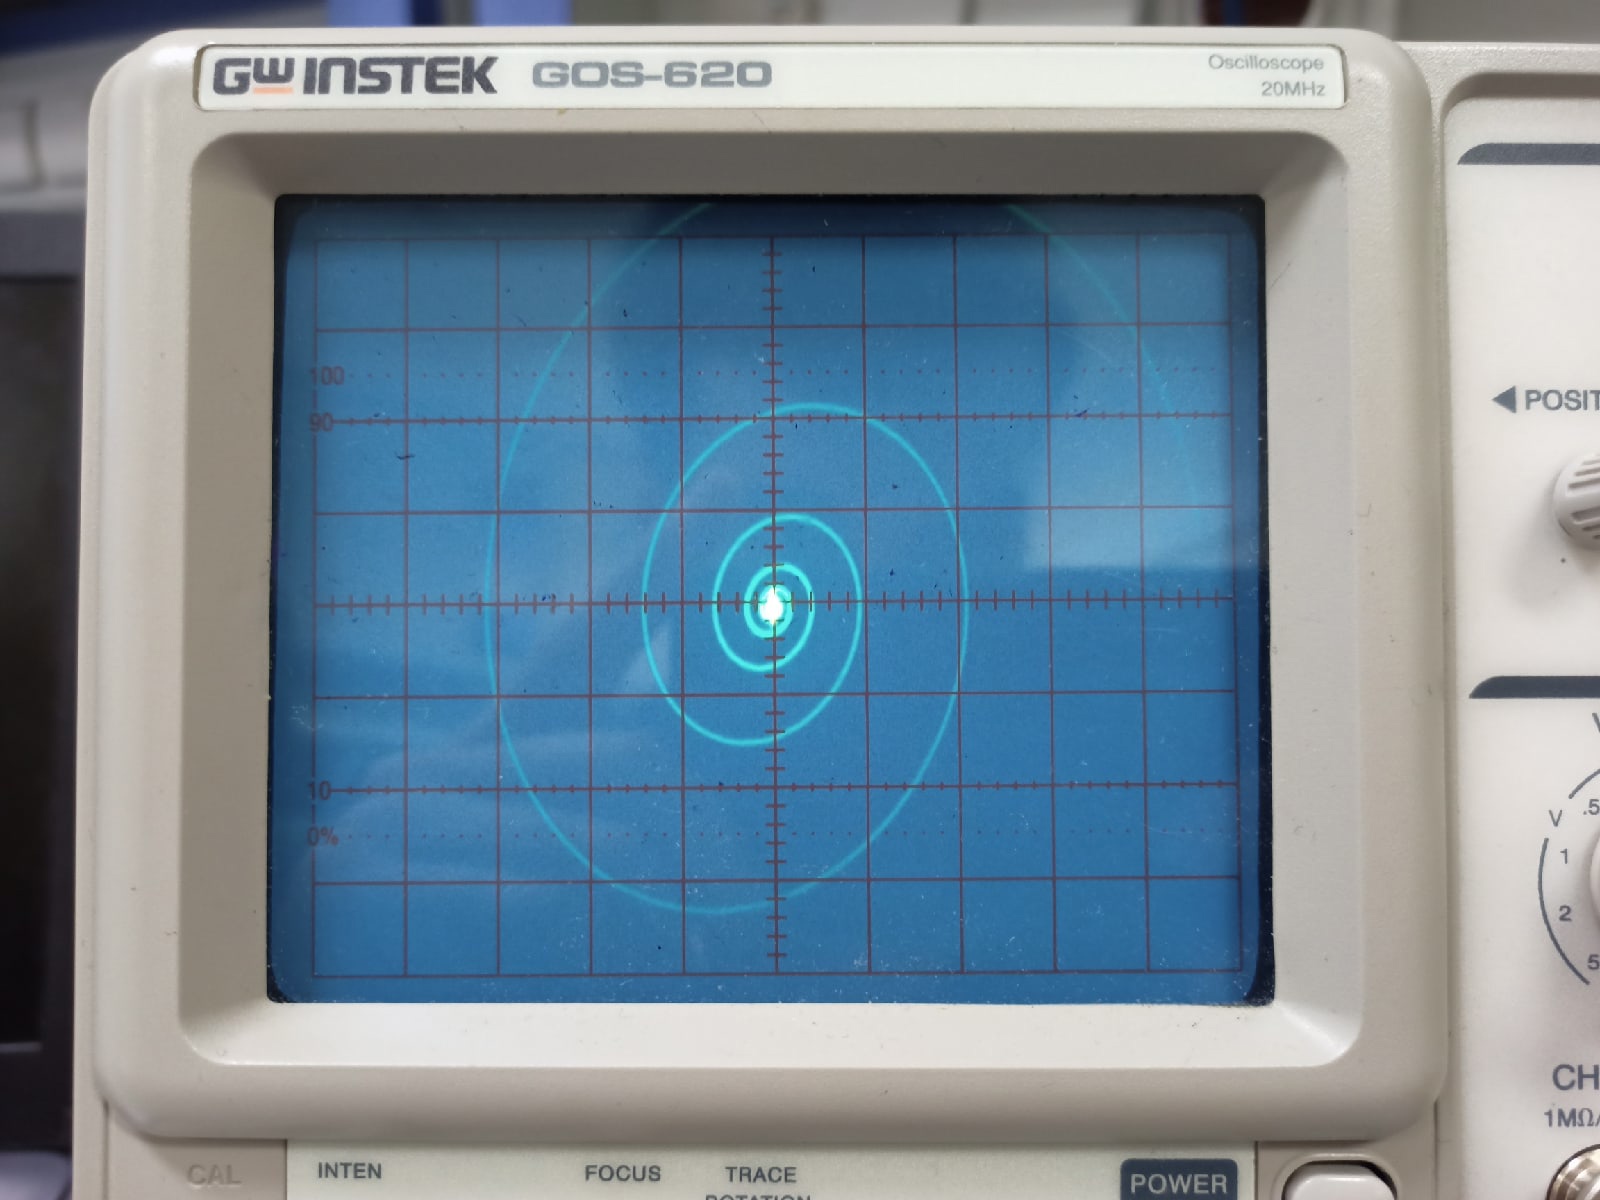 GW INSTEK GOS-620
Oscilloscope
20MHz
100
90
10
0%
V
.5
1
2
5
CH
1MΩ/
CAL
INTEN
FOCUS
TRACE
ROTATION
POWER